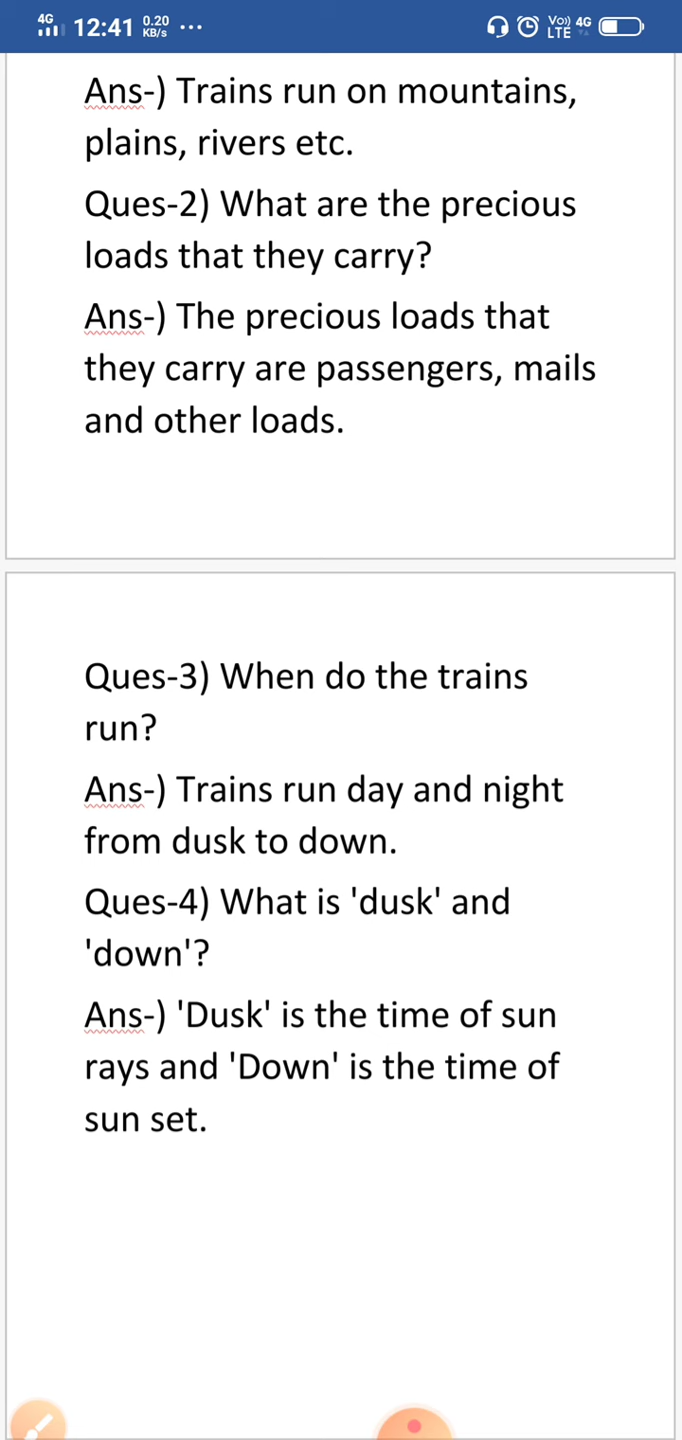 4G 12:41 0.20 KB/s ... Vo)) LTE 4G
Ans-) Trains run on mountains,
plains, rivers etc.
Ques-2) What are the precious
loads that they carry?
Ans-) The precious loads that
they carry are passengers, mails
and other loads.
Ques-3) When do the trains
run?
Ans-) Trains run day and night
from dusk to down.
Ques-4) What is 'dusk' and
'down'?
Ans-) 'Dusk' is the time of sun
rays and 'Down' is the time of
sun set.